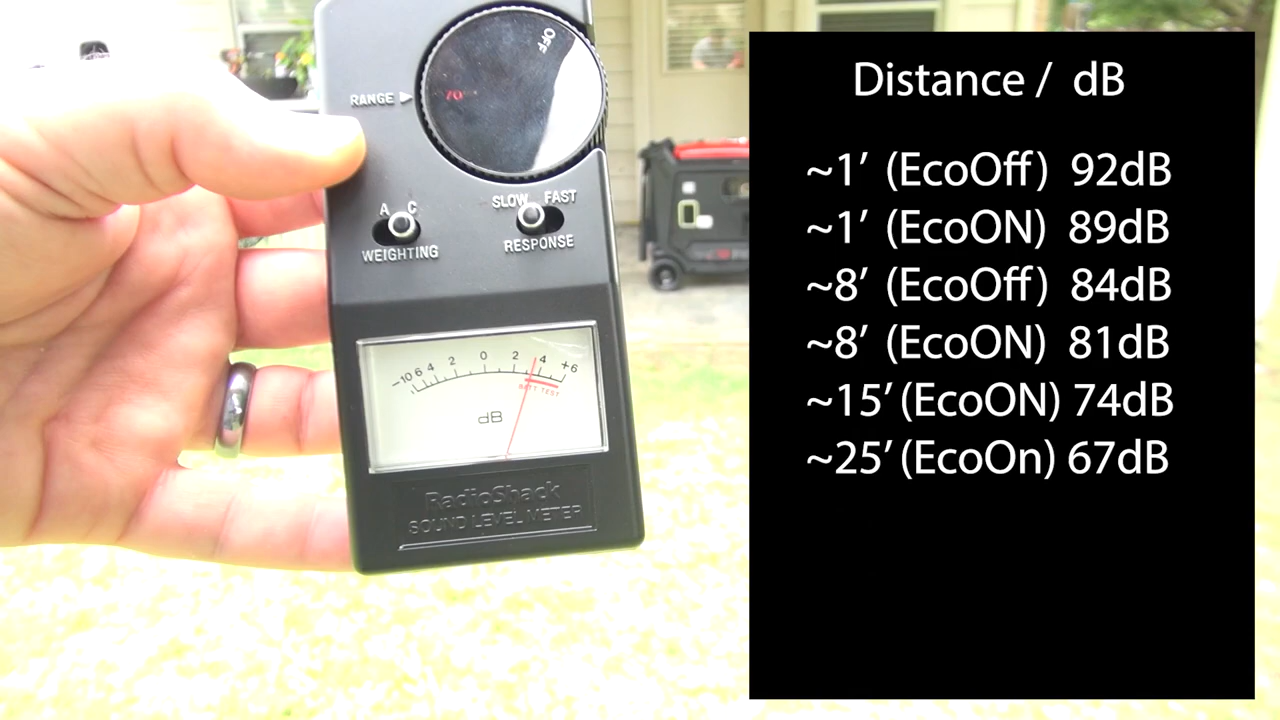 OFF
RANGE 70
A C
WEIGHTING
SLOW FAST
RESPONSE
-10 6 4 2 0 2 4 +6
BATT TEST
dB
RadioShack
SOUND LEVEL METER
Distance / dB
~1' (EcoOff) 92dB
~1' (EcoON) 89dB
~8' (EcoOff) 84dB
~8' (EcoON) 81dB
~15' (EcoON) 74dB
~25' (EcoOn) 67dB